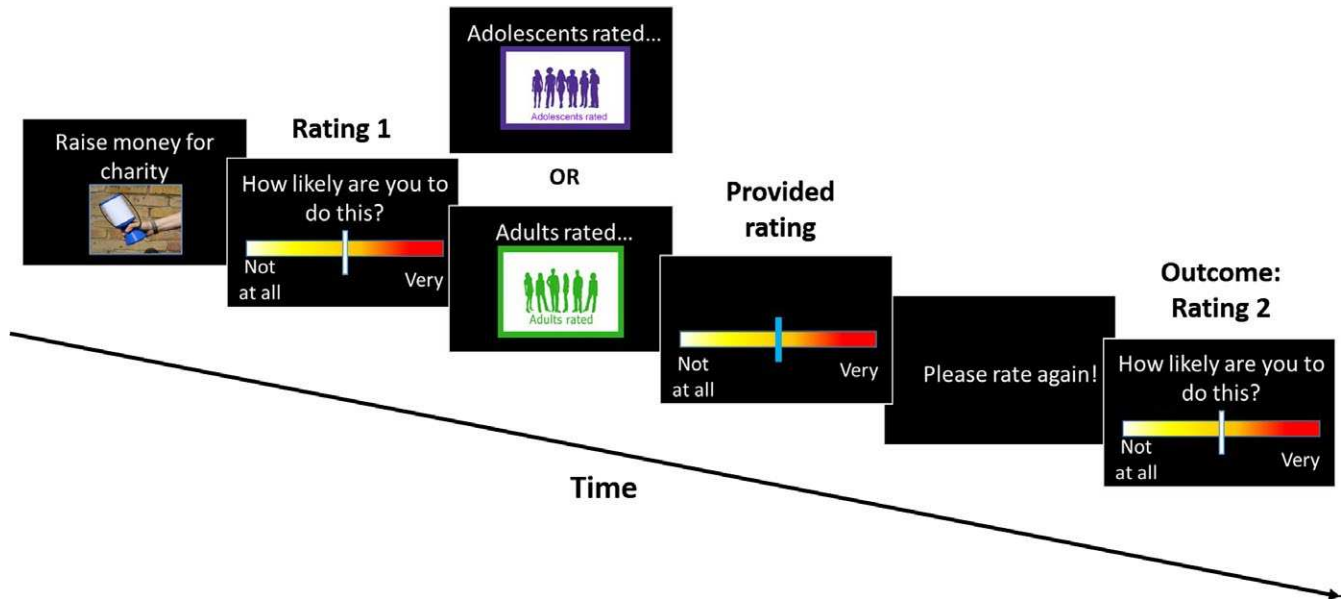 Raise money for
charity
Rating 1
How likely are you to
do this?
Not
at all
Very
Adolescents rated...
Adolescents rated
OR
Adults rated...
Adults rated
Provided
rating
Not
at all
Very
Please rate again!
Outcome:
Rating 2
How likely are you to
do this?
Not
at all
Very
Time